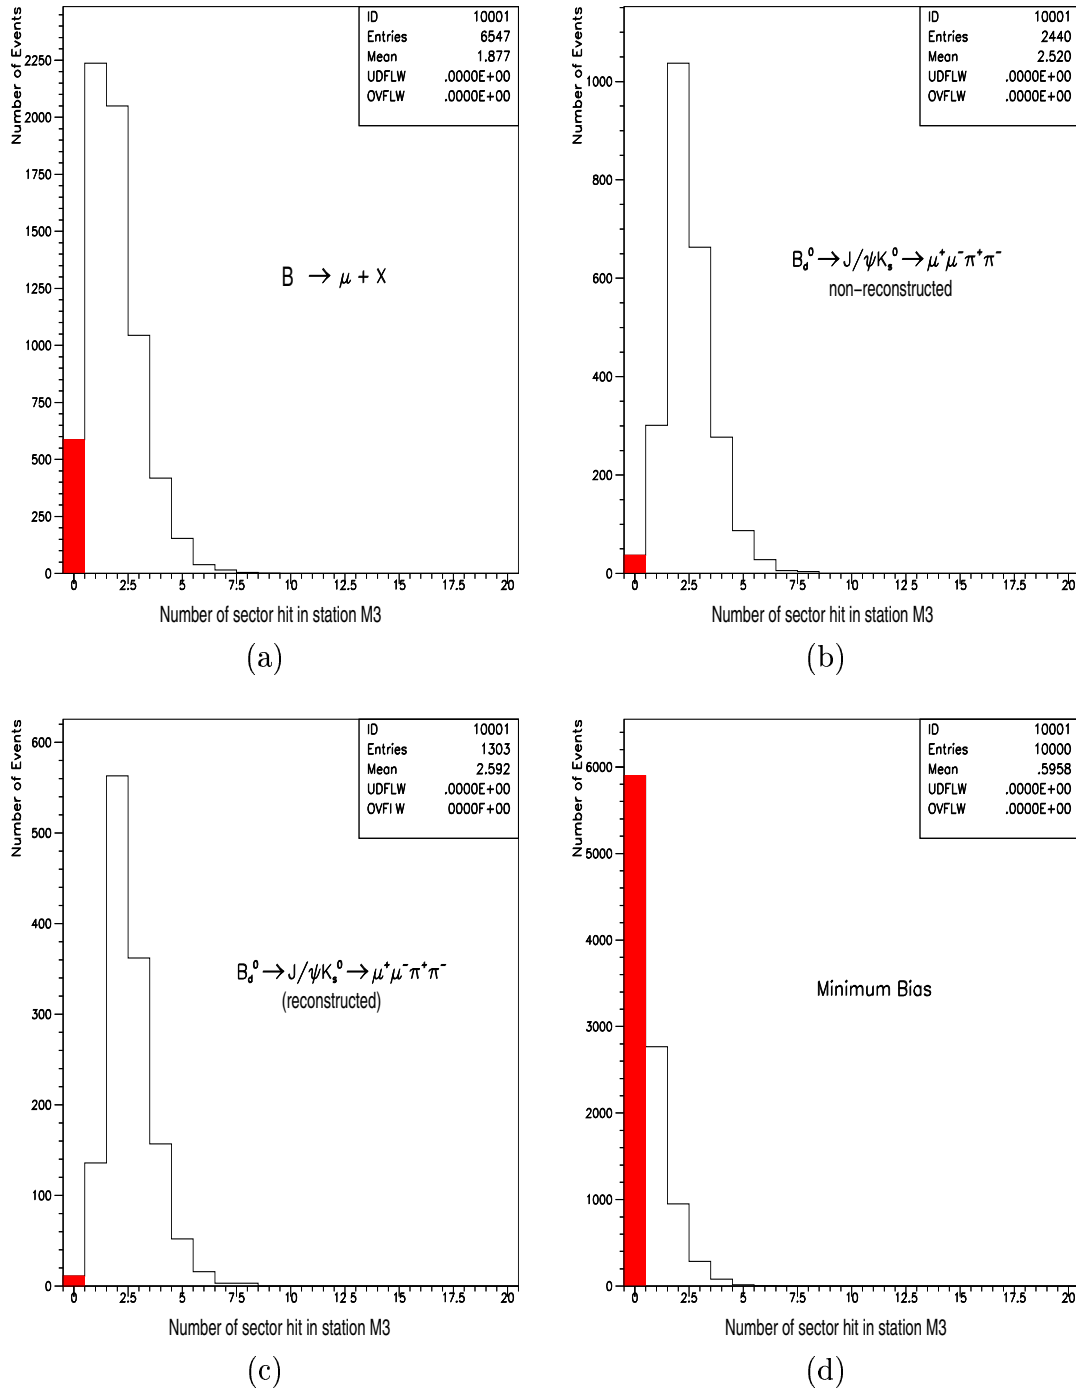 Number of Events
ID 10001
Entries 6547
Mean 1.877
UDFLW .0000E+00
OVFLW .0000E+00
2250
2000
1750
1500
1250
1000
750
500
250
0
B → μ + X
0 2.5 5 7.5 10 12.5 15 17.5 20
Number of sector hit in station M3
(a)
Number of Events
ID 10001
Entries 2440
Mean 2.520
UDFLW .0000E+00
OVFLW .0000E+00
1000
800
600
400
200
0
B_d^0 → J/ψK_s^0 → μ⁺μ⁻π⁺π⁻
non-reconstructed
0 2.5 5 7.5 10 12.5 15 17.5 20
Number of sector hit in station M3
(b)
Number of Events
ID 10001
Entries 1303
Mean 2.592
UDFLW .0000E+00
OVFI W 0000F+00
600
500
400
300
200
100
0
B_d^0 → J/ψK_s^0 → μ⁺μ⁻π⁺π⁻
(reconstructed)
0 2.5 5 7.5 10 12.5 15 17.5 20
Number of sector hit in station M3
(c)
Number of Events
ID 10001
Entries 10000
Mean .5958
UDFLW .0000E+00
OVFLW .0000E+00
6000
5000
4000
3000
2000
1000
0
Minimum Bias
0 2.5 5 7.5 10 12.5 15 17.5 20
Number of sector hit in station M3
(d)